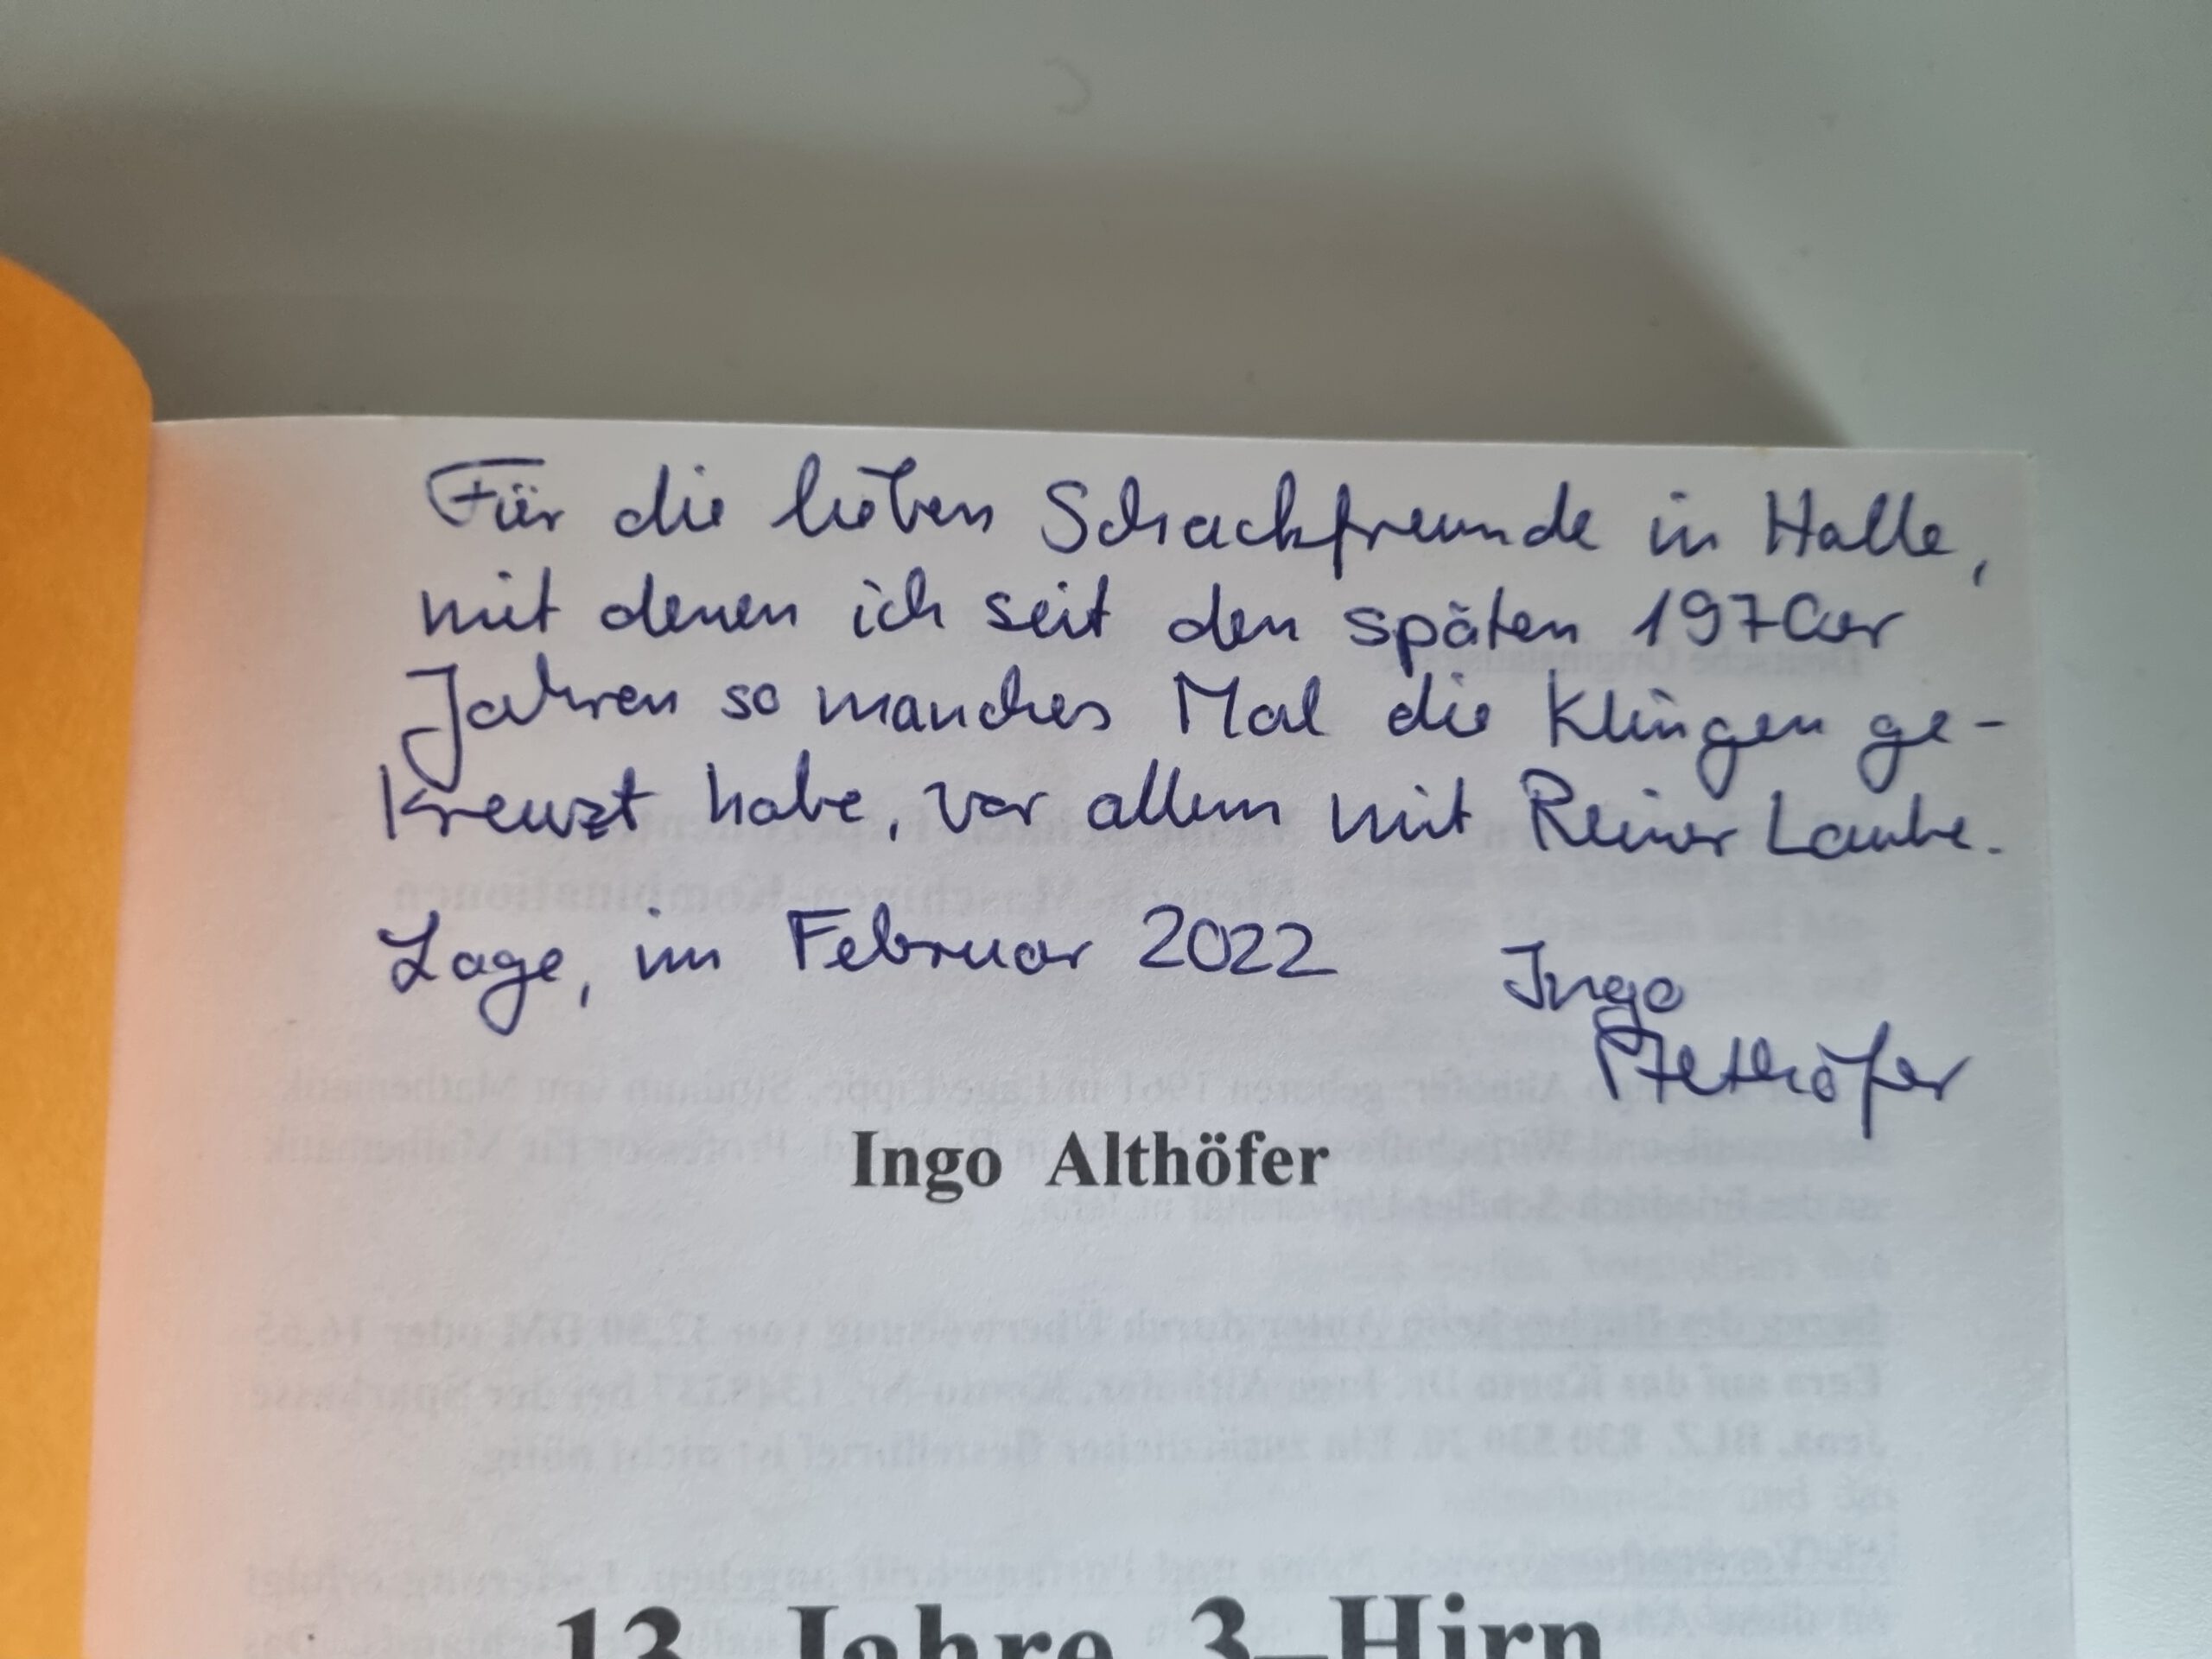 Für die lieben Schachfreunde in Halle,
mit denen ich seit den späten 1970er
Jahren so manches Mal die Klingen ge-
kreuzt habe, vor allem mit Reiner Laube.
Lage, im Februar 2022
Ingo
Althöfer
Ingo Althöfer
13 Jahre 3-Hirn